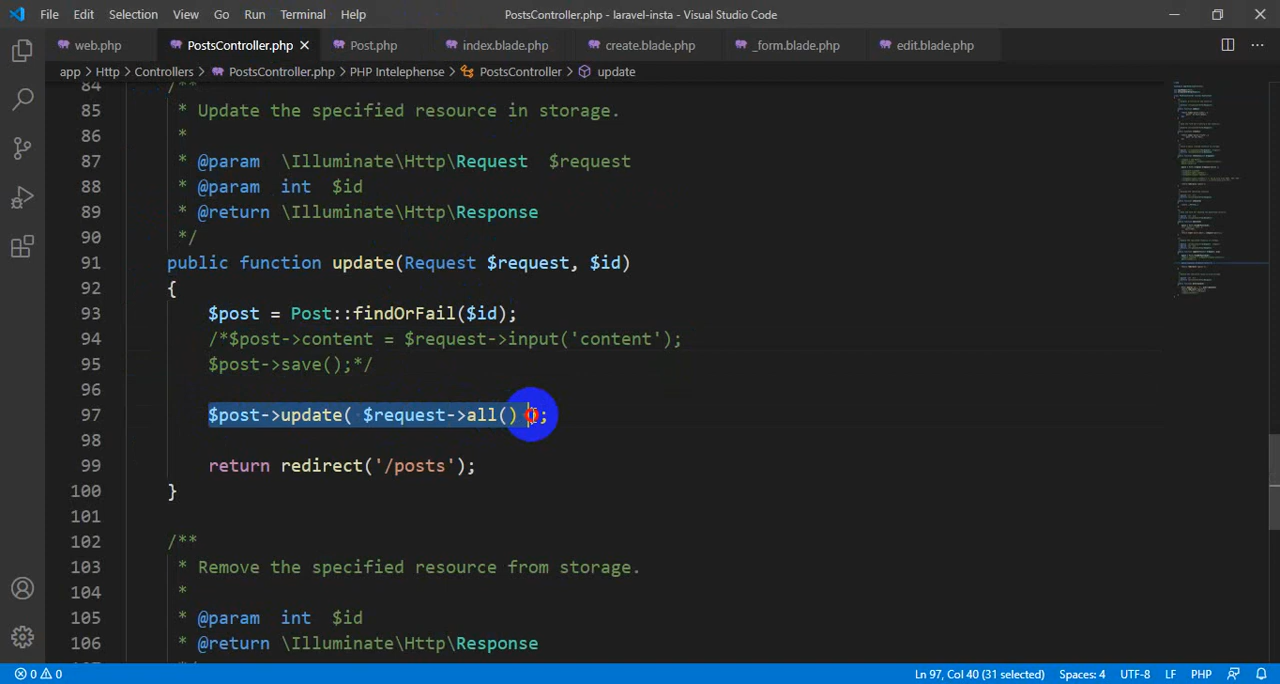 File Edit Selection View Go Run Terminal Help PostsController.php - laravel-insta - Visual Studio Code
web.php PostsController.php Post.php index.blade.php create.blade.php _form.blade.php edit.blade.php
app > Http > Controllers > PostsController.php > PHP Intelephense > PostsController > update
84 /**
85 * Update the specified resource in storage.
86 *
87 * @param \Illuminate\Http\Request $request
88 * @param int $id
89 * @return \Illuminate\Http\Response
90 */
91 public function update(Request $request, $id)
92 {
93 $post = Post::findOrFail($id);
94 /*$post->content = $request->input('content');
95 $post->save();*/
96
97 $post->update( $request->all() );
98
99 return redirect('/posts');
100 }
101
102 /**
103 * Remove the specified resource from storage.
104 *
105 * @param int $id
106 * @return \Illuminate\Http\Response
0 0 Ln 97, Col 40 (31 selected) Spaces: 4 UTF-8 LF PHP